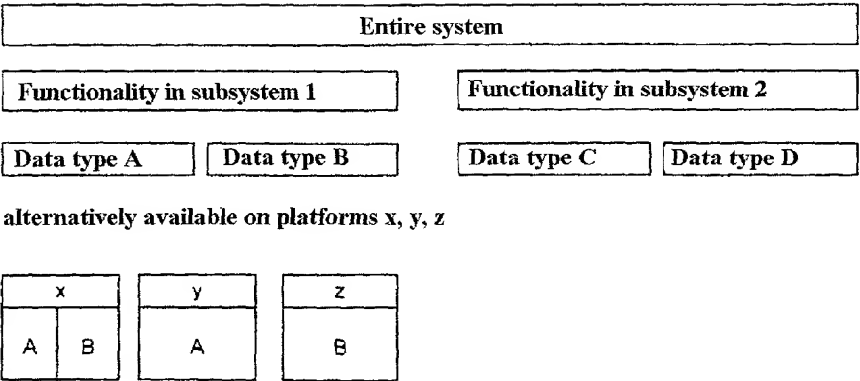 Entire system
Functionality in subsystem 1 Functionality in subsystem 2
Data type A Data type B Data type C Data type D
alternatively available on platforms x, y, z
x y z
A B A B